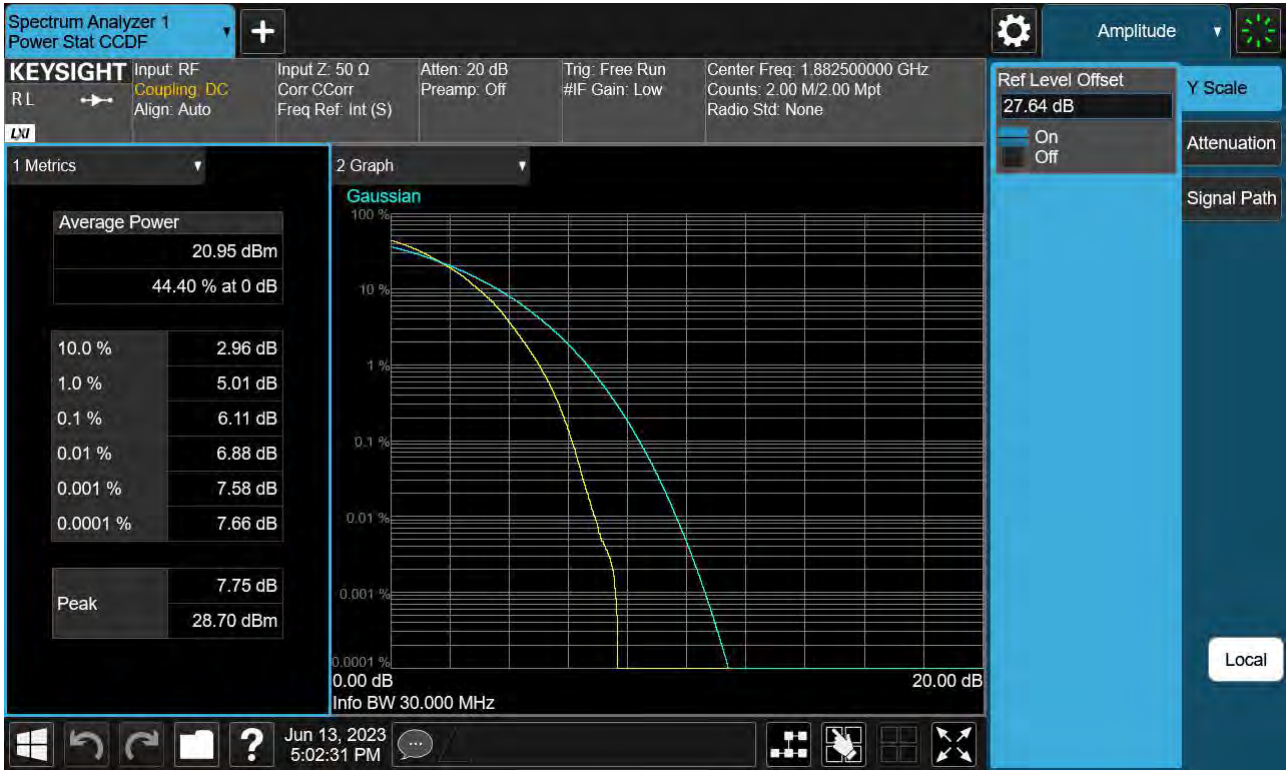 Spectrum Analyzer 1
Power Stat CCDF
Amplitude
KEYSIGHT
RL
LXI
Input: RF
Coupling: DC
Align: Auto
Input Z: 50 Ω
Corr CCorr
Freq Ref: Int (S)
Atten: 20 dB
Preamp: Off
Trig: Free Run
#IF Gain: Low
Center Freq: 1.882500000 GHz
Counts: 2.00 M/2.00 Mpt
Radio Std: None
Ref Level Offset
27.64 dB
On
Off
Y Scale
Attenuation
Signal Path
Local
1 Metrics
Average Power
20.95 dBm
44.40 % at 0 dB
10.0 % 2.96 dB
1.0 % 5.01 dB
0.1 % 6.11 dB
0.01 % 6.88 dB
0.001 % 7.58 dB
0.0001 % 7.66 dB
Peak
7.75 dB
28.70 dBm
2 Graph
Gaussian
100 %
10 %
1 %
0.1 %
0.01 %
0.001 %
0.0001 %
0.00 dB 20.00 dB
Info BW 30.000 MHz
?
Jun 13, 2023
5:02:31 PM